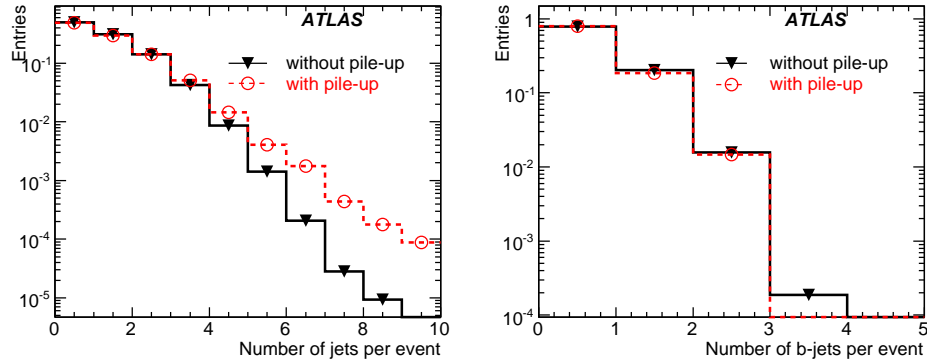 Entries
ATLAS
without pile-up
with pile-up
10⁻¹
10⁻²
10⁻³
10⁻⁴
10⁻⁵
0 2 4 6 8 10
Number of jets per event
Entries
ATLAS
without pile-up
with pile-up
1
10⁻¹
10⁻²
10⁻³
10⁻⁴
0 1 2 3 4 5
Number of b-jets per event